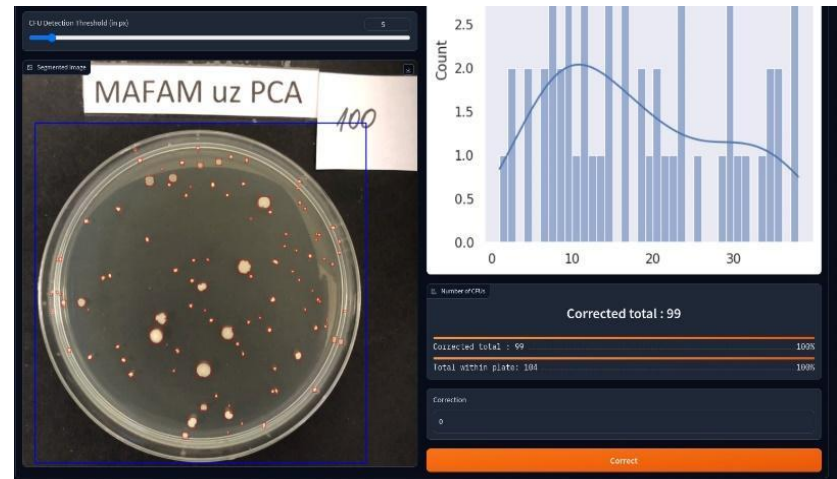 CFU Detection Threshold (in px)
5
Segmented Image
MAFAM uz PCA
100
Count
2.5
2.0
1.5
1.0
0.5
0.0
0 10 20 30
Number of CFUs
Corrected total : 99
Corrected total : 99 100%
Total within plate: 104 100%
Correction
0
Correct